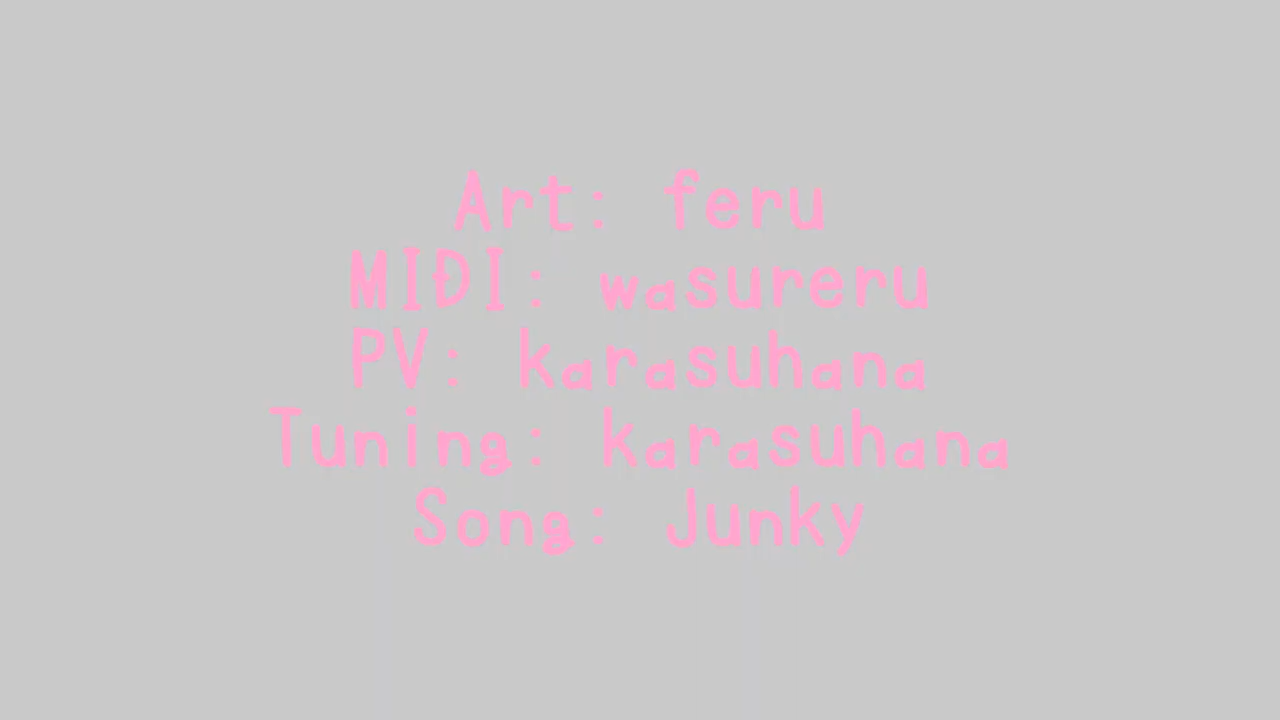 Art: feru
MIDI: wasureru
PV: karasuhana
Tuning: karasuhana
Song: Junky